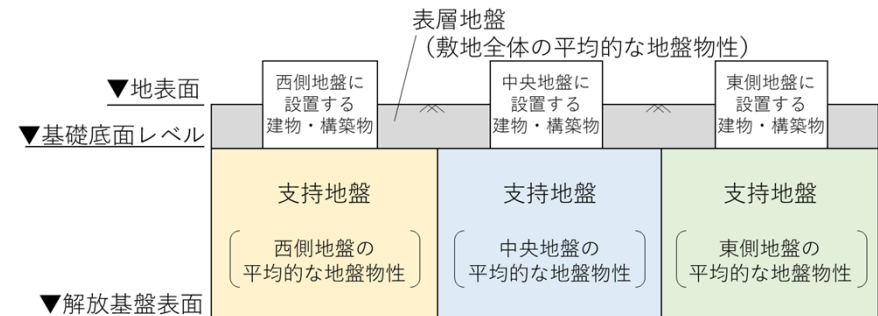 表層地盤
（敷地全体の平均的な地盤物性）
▼地表面
西側地盤に
設置する
建物・構築物
中央地盤に
設置する
建物・構築物
東側地盤に
設置する
建物・構築物
▼基礎底面レベル
支持地盤
西側地盤の
平均的な地盤物性
支持地盤
中央地盤の
平均的な地盤物性
支持地盤
東側地盤の
平均的な地盤物性
▼解放基盤表面